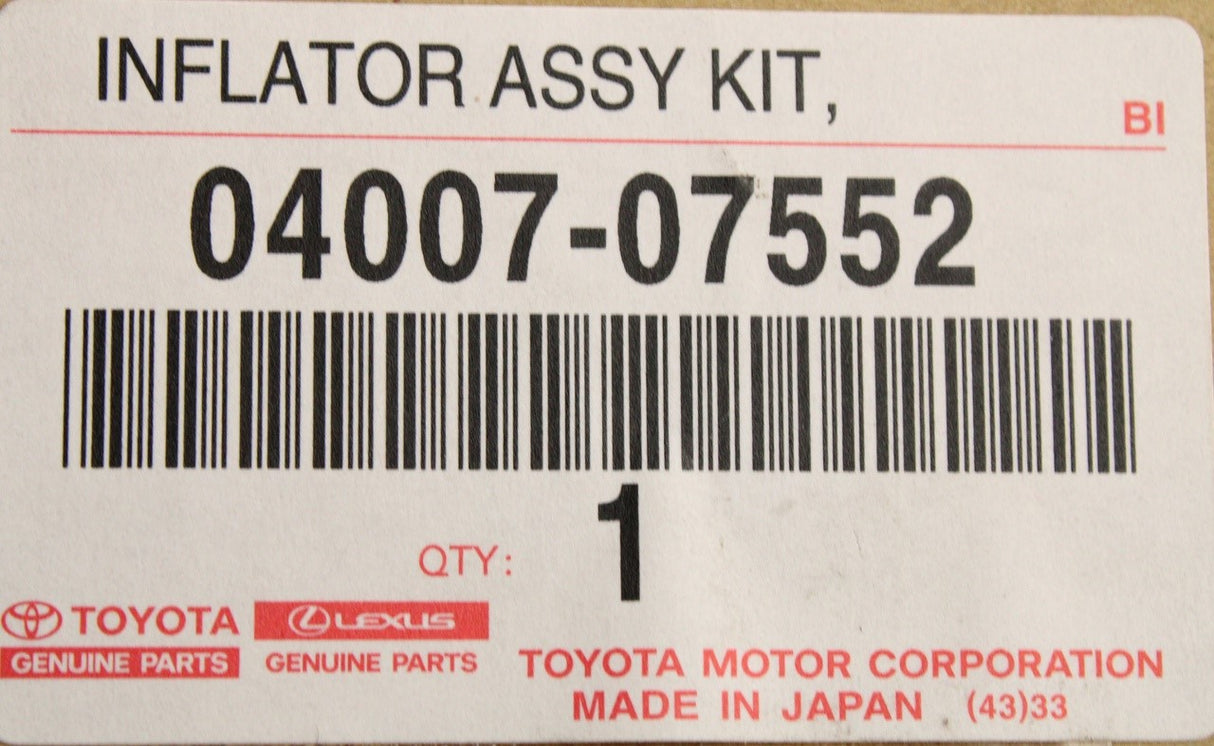 INFLATOR ASSY KIT,
BI
04007-07552
QTY: 1
TOYOTA LEXUS
GENUINE PARTS GENUINE PARTS
TOYOTA MOTOR CORPORATION
MADE IN JAPAN (43)33